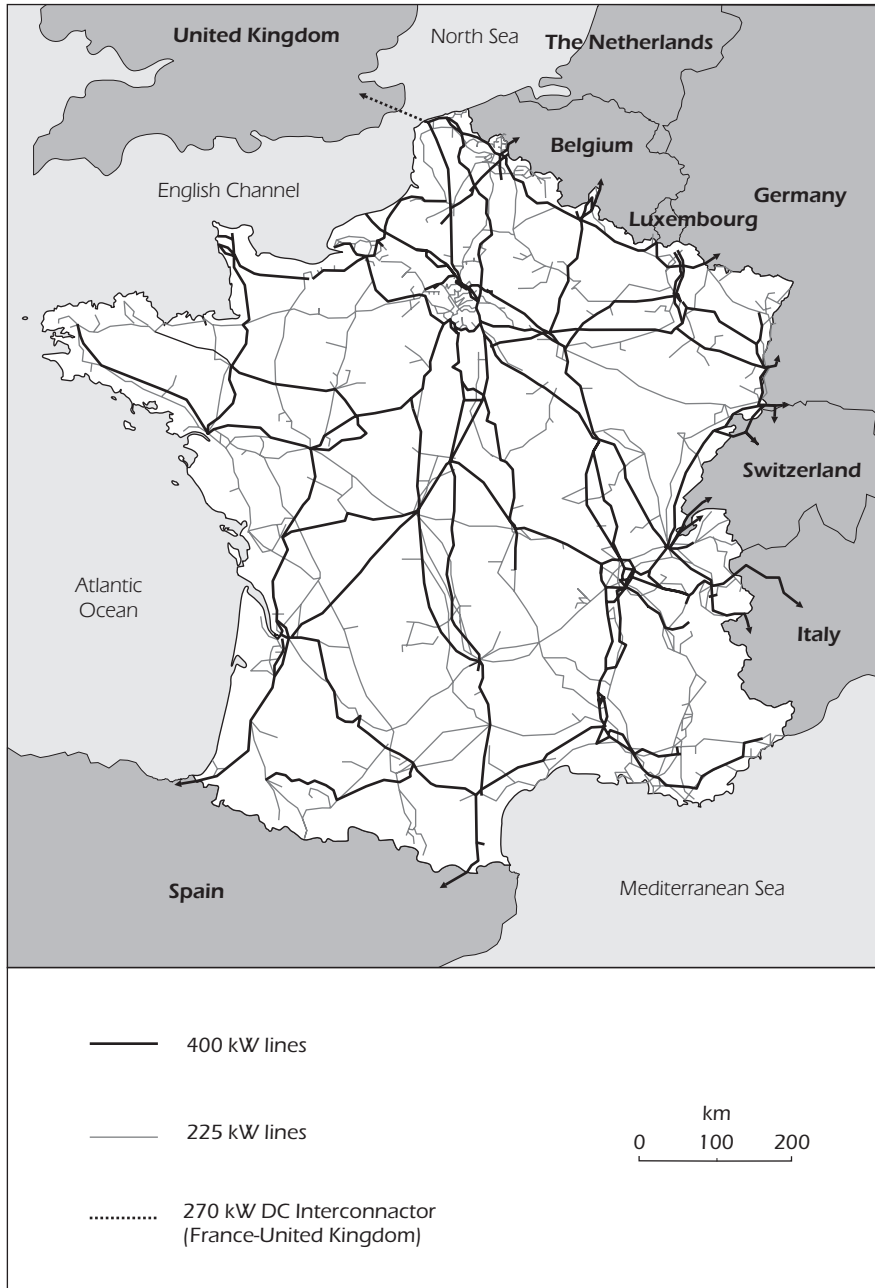 United Kingdom
North Sea
The Netherlands
Belgium
English Channel
Germany
Luxembourg
Switzerland
Atlantic
Ocean
Italy
Spain
Mediterranean Sea
400 kW lines
225 kW lines
270 kW DC Interconnactor
(France-United Kingdom)
km
0 100 200